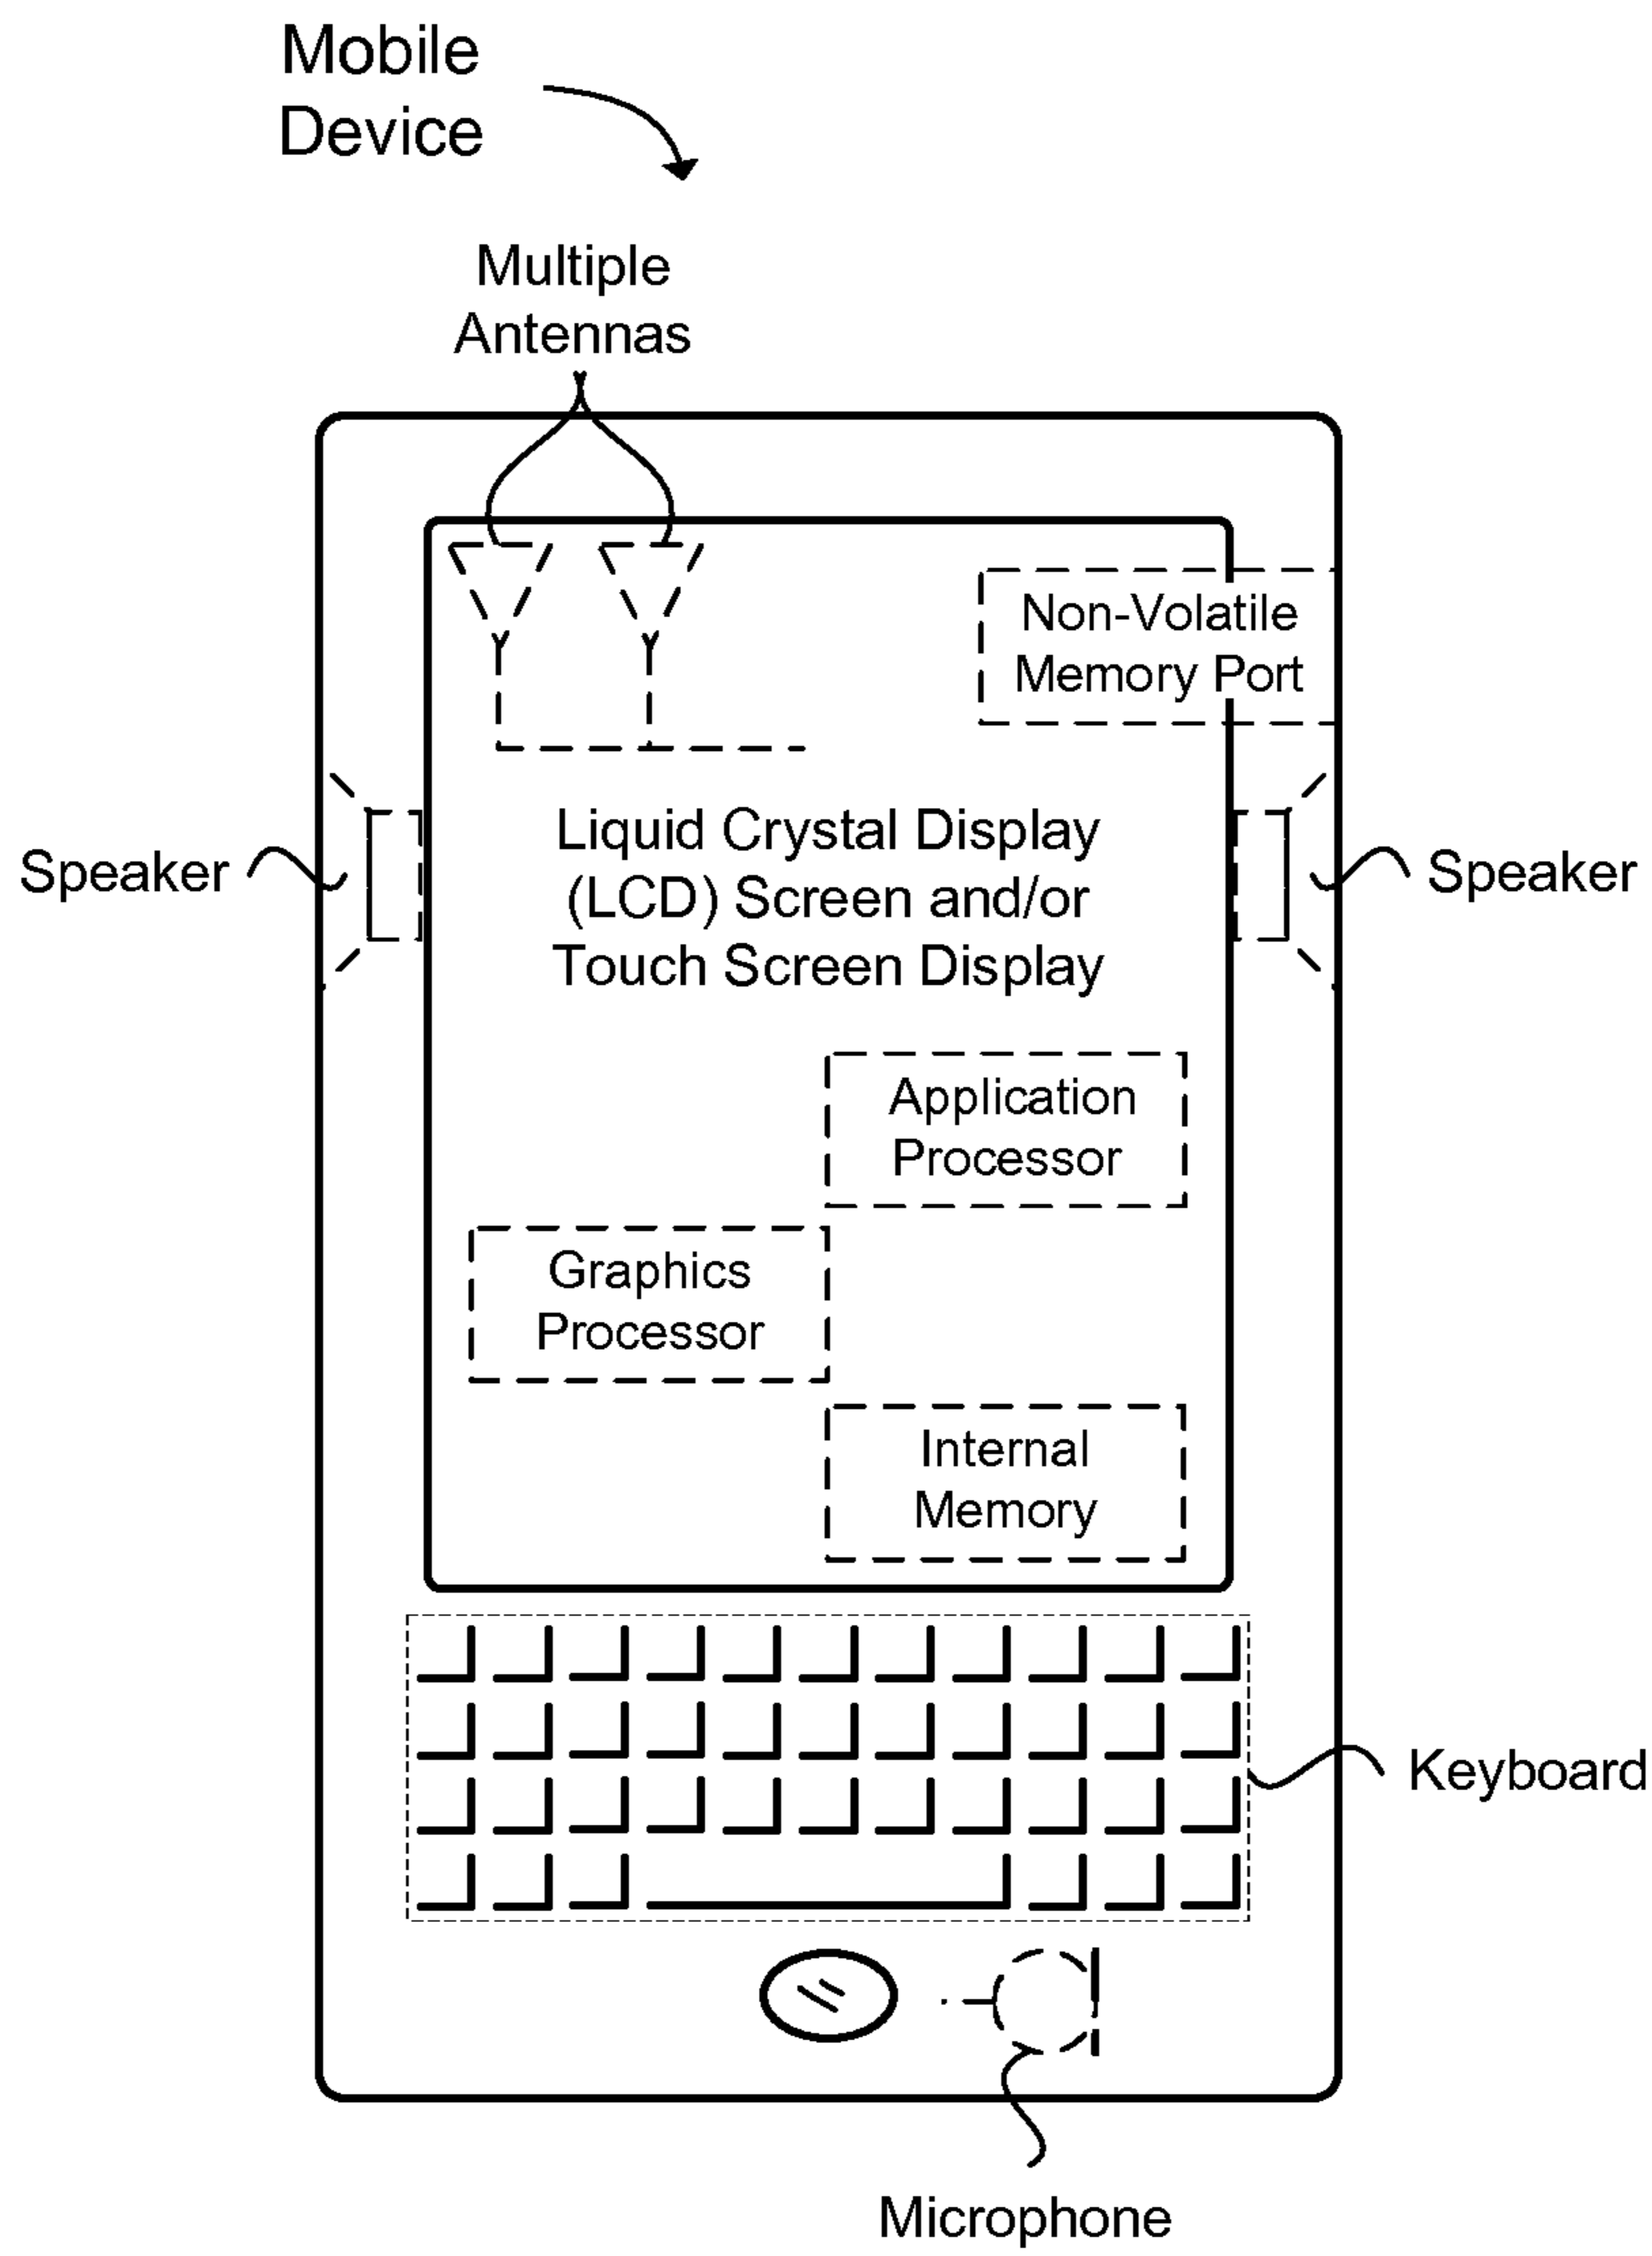 Mobile
Device
Multiple
Antennas
Non-Volatile
Memory Port
Liquid Crystal Display
(LCD) Screen and/or
Touch Screen Display
Speaker
Speaker
Application
Processor
Graphics
Processor
Internal
Memory
Keyboard
Microphone